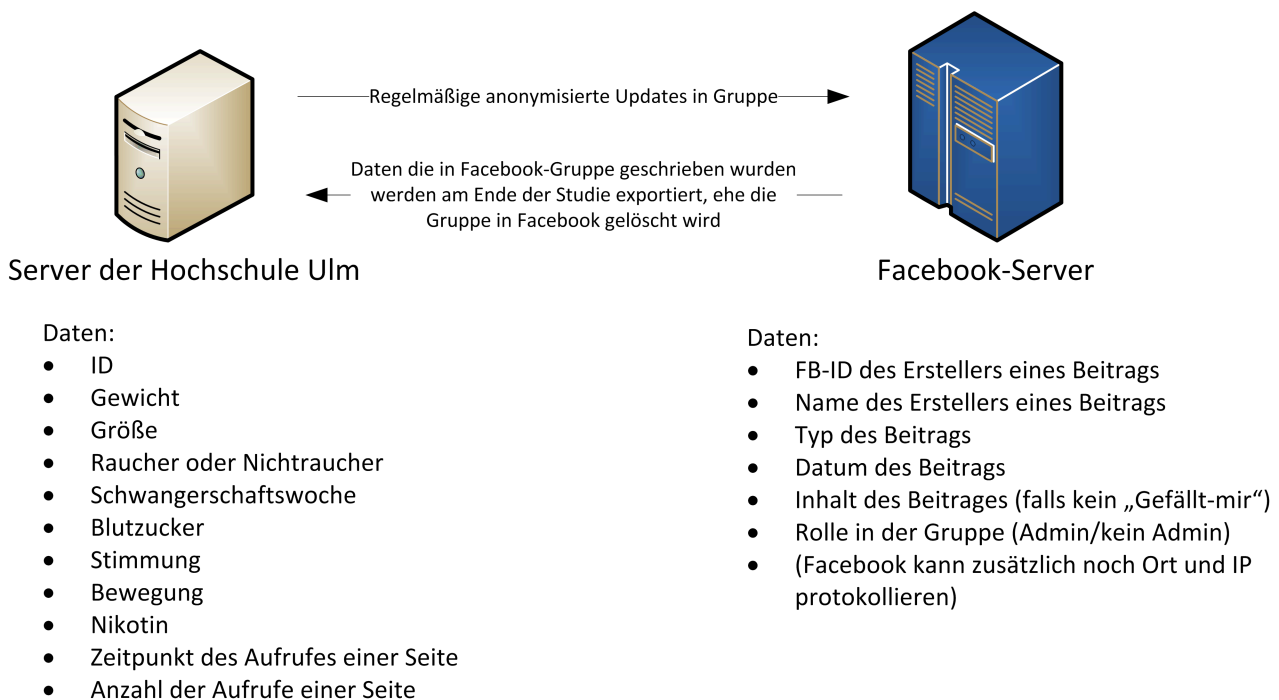 Regelmäßige anonymisierte Updates in Gruppe
Daten die in Facebook-Gruppe geschrieben wurden
werden am Ende der Studie exportiert, ehe die
Gruppe in Facebook gelöscht wird
Server der Hochschule Ulm
Facebook-Server
Daten:
• ID
• Gewicht
• Größe
• Raucher oder Nichtraucher
• Schwangerschaftswoche
• Blutzucker
• Stimmung
• Bewegung
• Nikotin
• Zeitpunkt des Aufrufes einer Seite
• Anzahl der Aufrufe einer Seite
Daten:
• FB-ID des Erstellers eines Beitrags
• Name des Erstellers eines Beitrags
• Typ des Beitrags
• Datum des Beitrags
• Inhalt des Beitrages (falls kein „Gefällt-mir“)
• Rolle in der Gruppe (Admin/kein Admin)
• (Facebook kann zusätzlich noch Ort und IP
protokollieren)